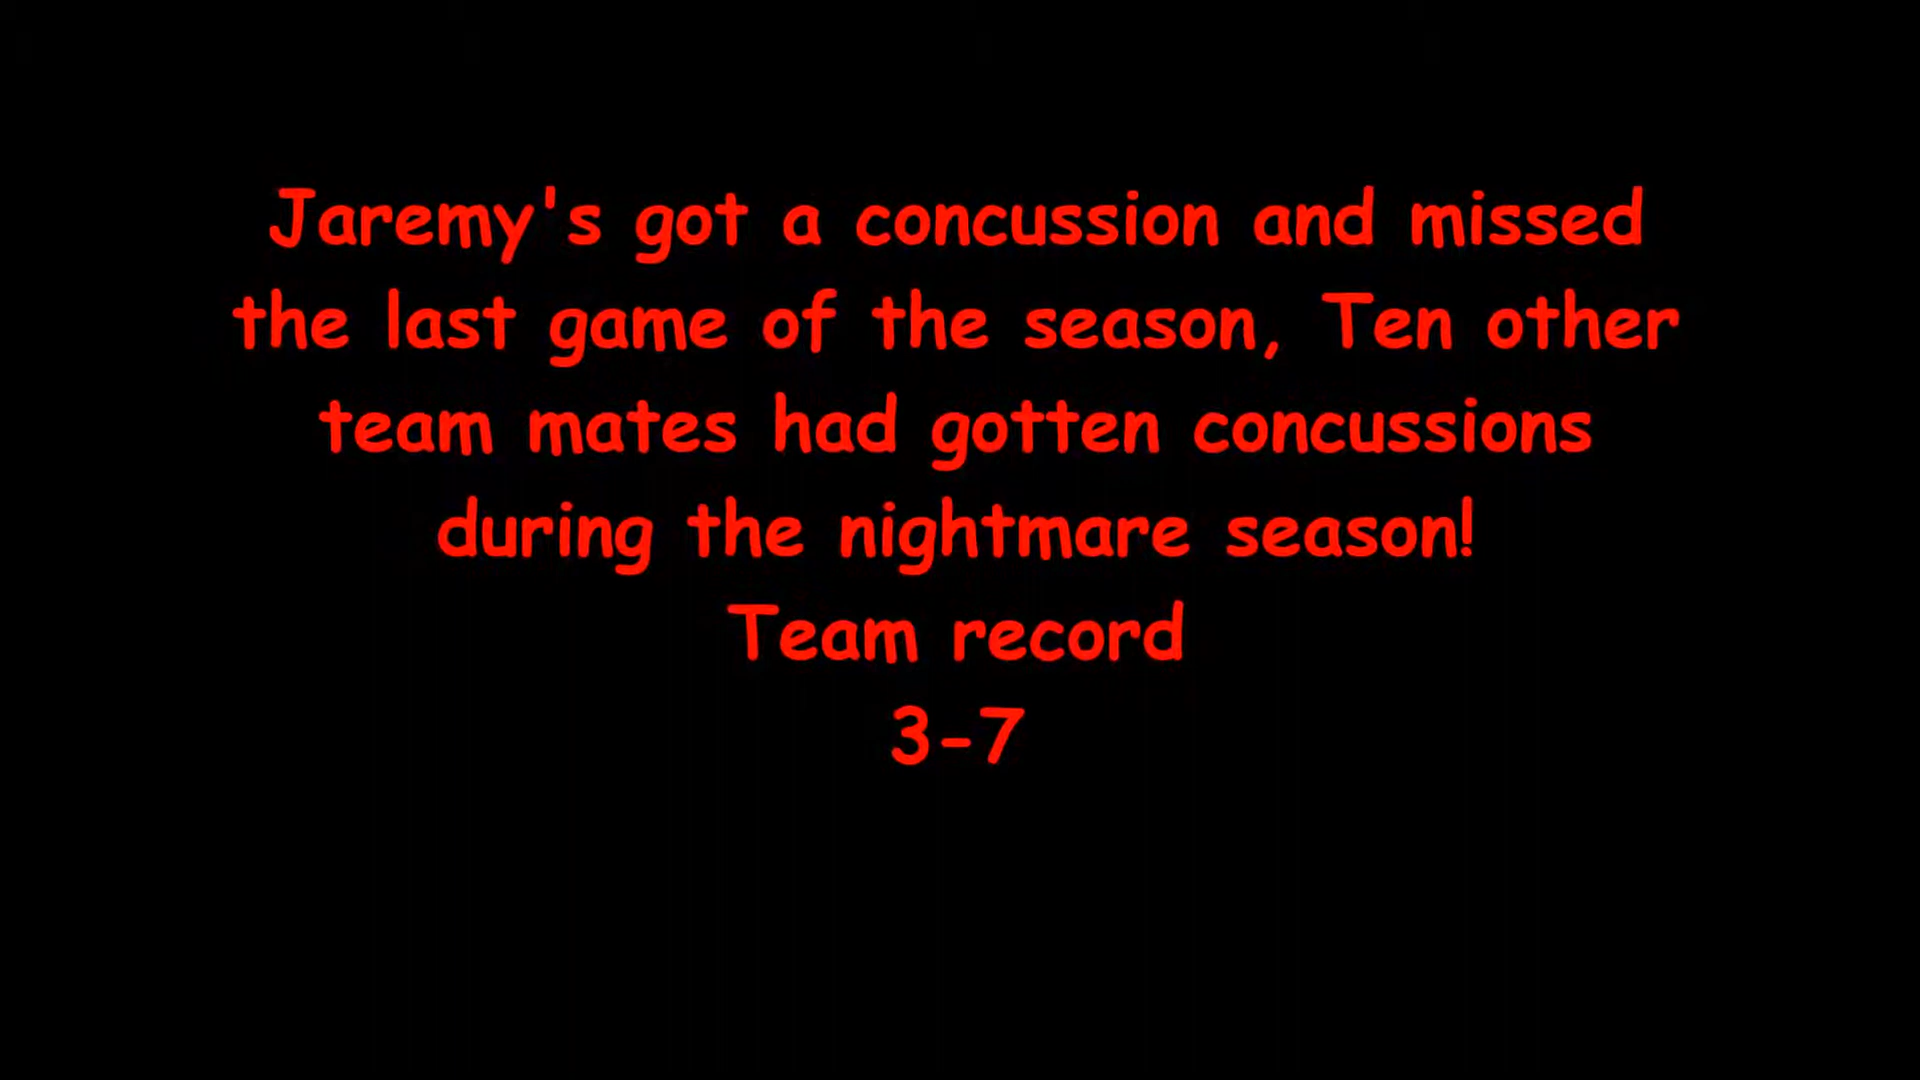 Jaremy's got a concussion and missed
the last game of the season, Ten other
team mates had gotten concussions
during the nightmare season!
Team record
3-7